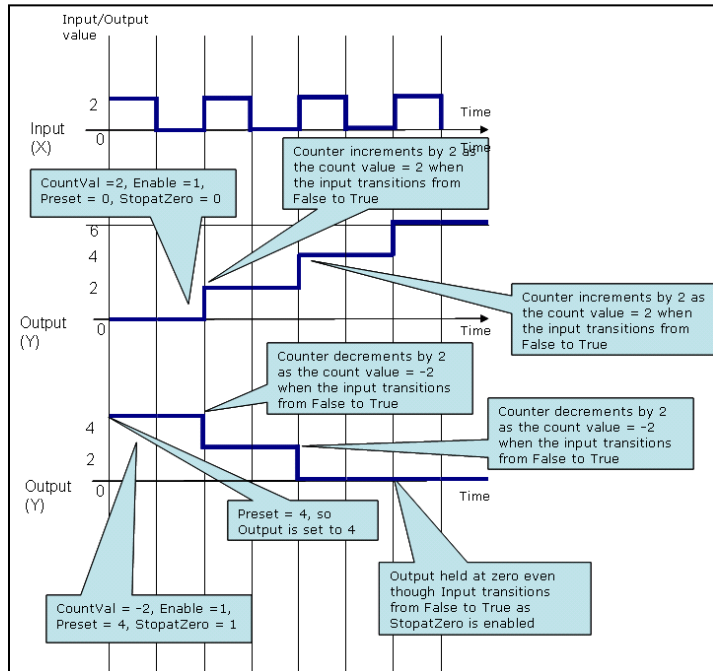 Input/Output
value
2
Input
(X)
0
Time
Time
CountVal =2, Enable =1,
Preset = 0, StopatZero = 0
Counter increments by 2 as
the count value = 2 when
the input transitions from
False to True
6
4
2
Output
(Y)
0
Time
Counter increments by 2 as
the count value = 2 when
the input transitions from
False to True
Counter decrements by 2
as the count value = -2
when the input transitions
from False to True
Counter decrements by 2
as the count value = -2
when the input transitions
from False to True
4
2
Output
(Y)
0
Time
Preset = 4, so
Output is set to 4
CountVal = -2, Enable =1,
Preset = 4, StopatZero = 1
Output held at zero even
though Input transitions
from False to True as
StopatZero is enabled